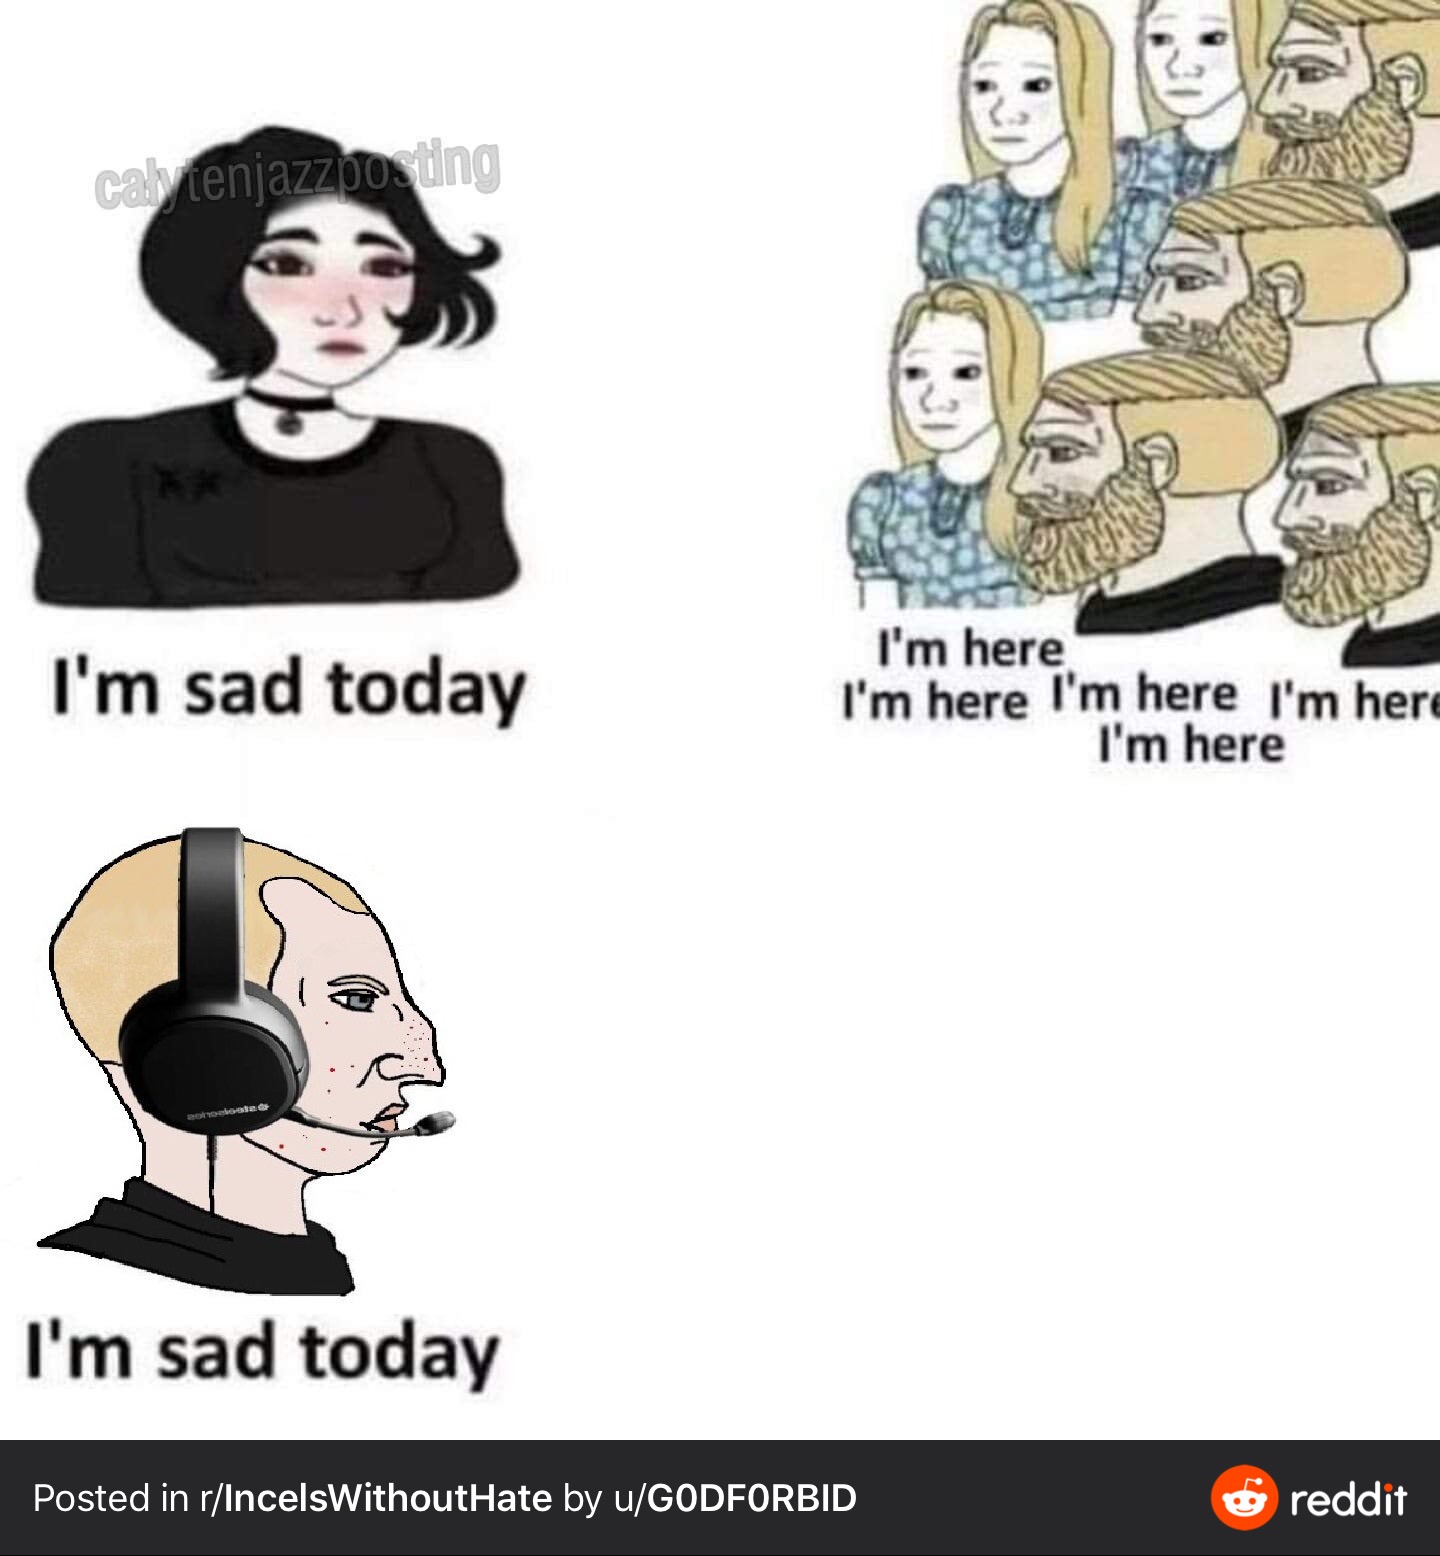 calytenjazzposting
I'm sad today
I'm here
I'm here I'm here I'm here
I'm here
I'm sad today
Posted in r/IncelsWithoutHate by u/G0DF0RBID
reddit